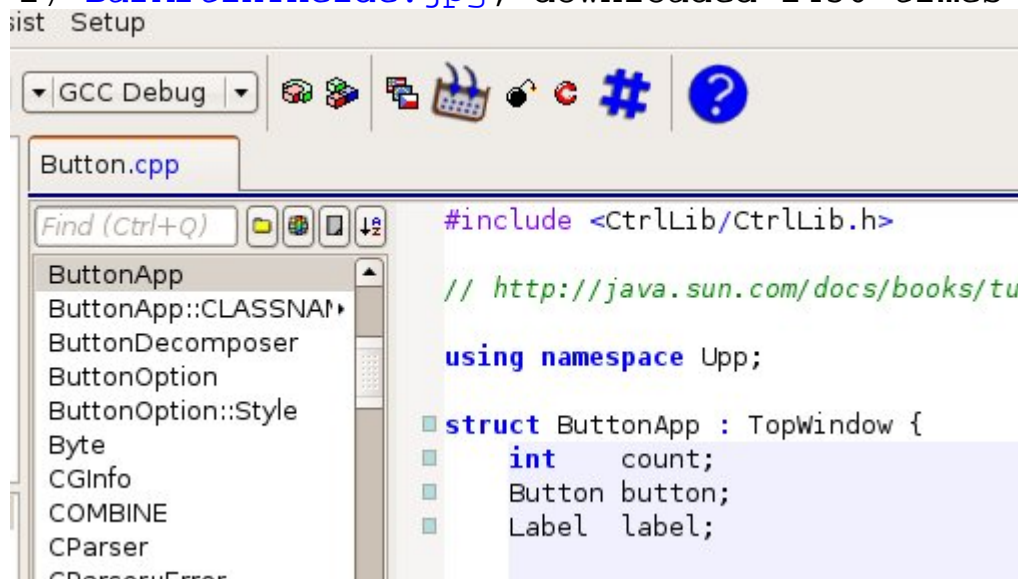 sist Setup
GCC Debug
#
?
Button.cpp
Find (Ctrl+Q)
ButtonApp
ButtonApp::CLASSNAM
ButtonDecomposer
ButtonOption
ButtonOption::Style
Byte
CGInfo
COMBINE
CParser
CParser::Error
#include <CtrlLib/CtrlLib.h>
// http://java.sun.com/docs/books/tu
using namespace Upp;
struct ButtonApp : TopWindow {
int count;
Button button;
Label label;